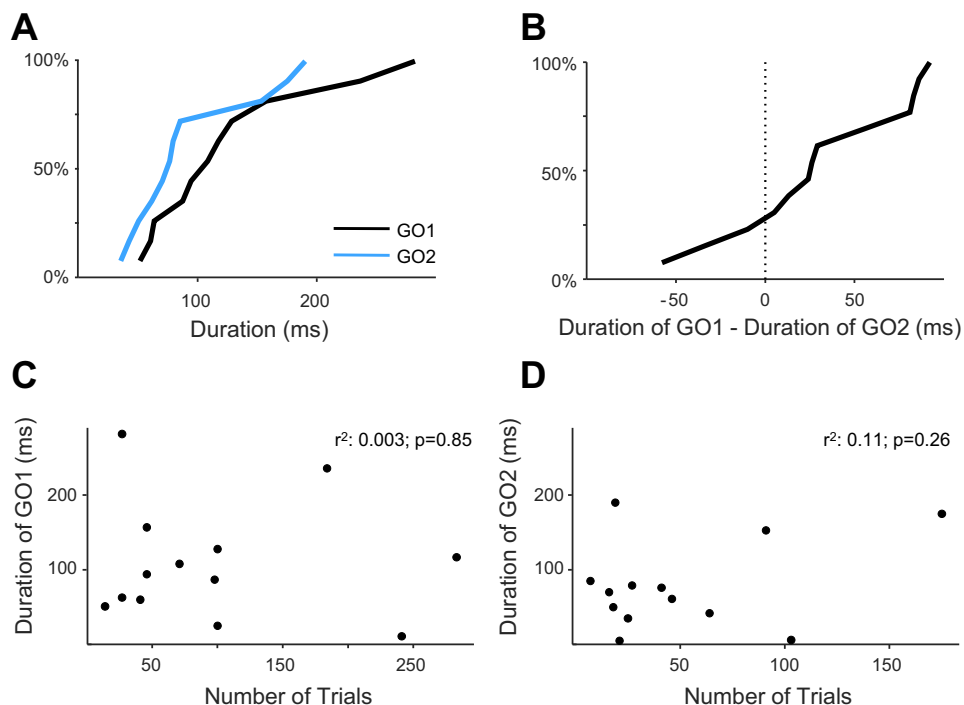 A
100%
50%
0%
100
200
GO1
GO2
Duration (ms)
B
100%
50%
0%
-50
0
50
Duration of GO1 - Duration of GO2 (ms)
C
Duration of GO1 (ms)
200
100
r²: 0.003; p=0.85
50
150
250
Number of Trials
D
Duration of GO2 (ms)
200
100
r²: 0.11; p=0.26
50
100
150
Number of Trials